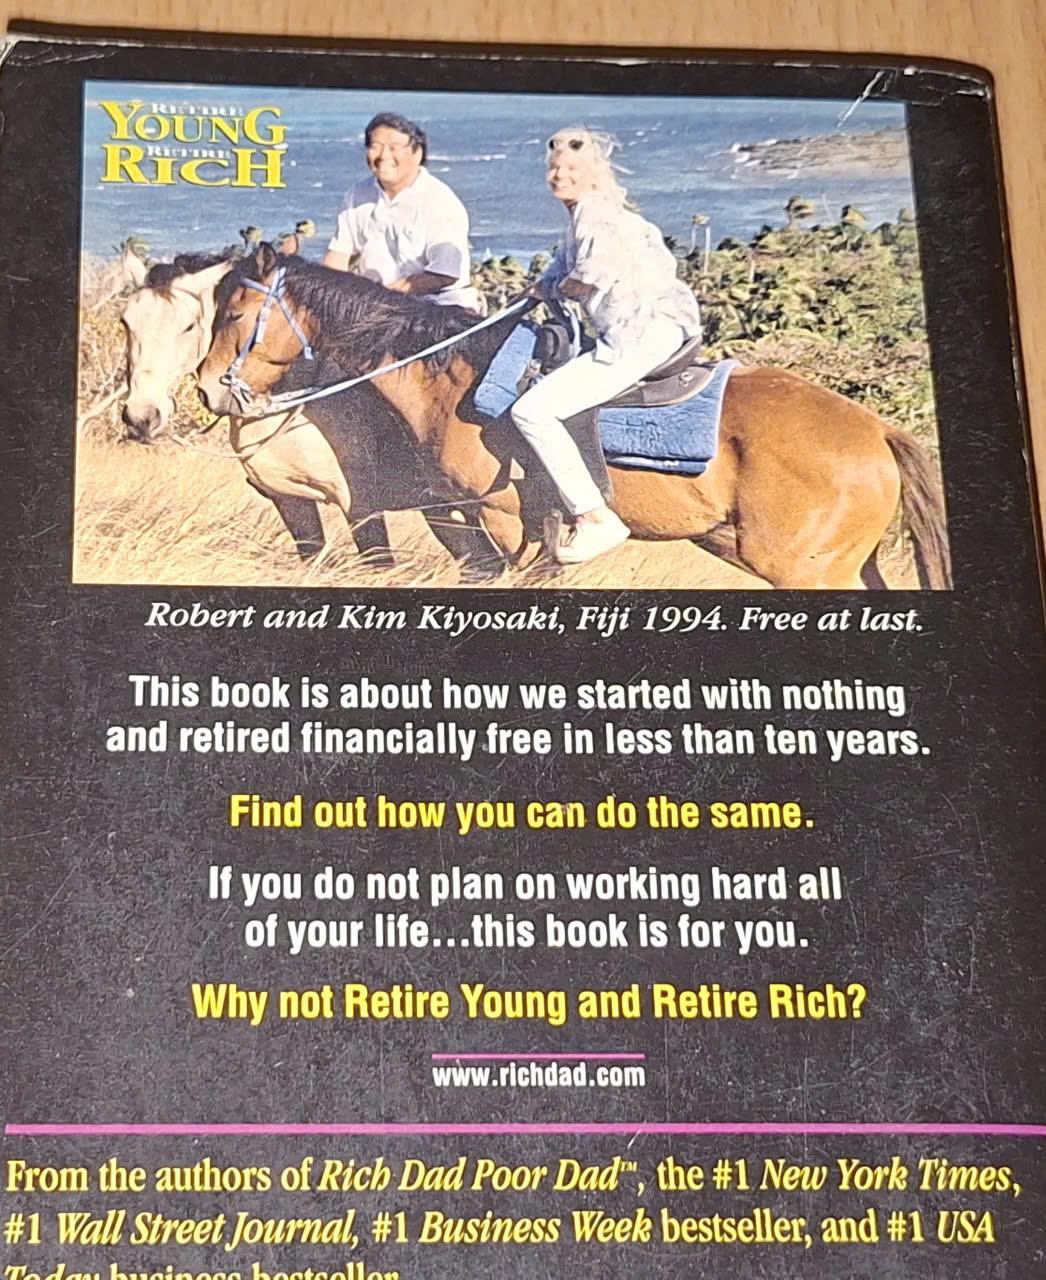 RETIRE
YOUNG
RETIRE
RICH.
Robert and Kim Kiyosaki, Fiji 1994. Free at last.
This book is about how we started with nothing
and retired financially free in less than ten years.
Find out how you can do the same.
If you do not plan on working hard all
of your life...this book is for you.
Why not Retire Young and Retire Rich?
www.richdad.com
From the authors of Rich Dad Poor Dad™, the #1 New York Times,
#1 Wall Street Journal, #1 Business Week bestseller, and #1 USA
Today business bestseller